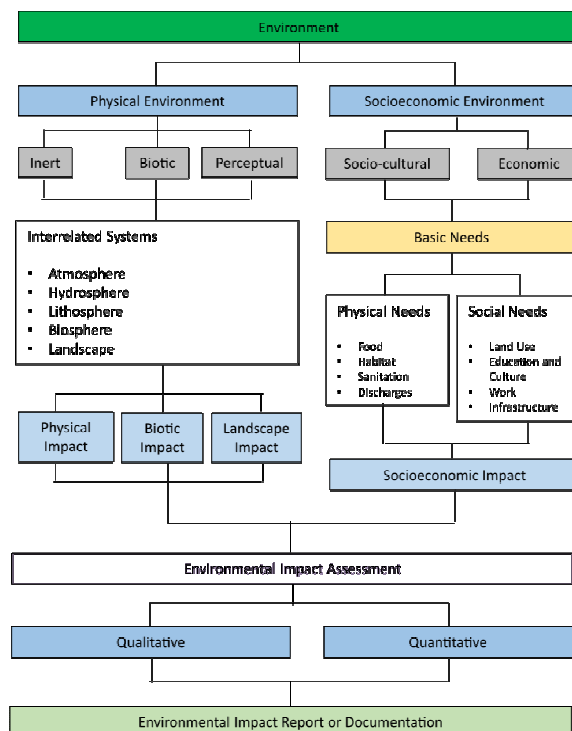 Environment
Physical Environment
Socioeconomic Environment
Inert
Biotic
Perceptual
Socio-cultural
Economic
Interrelated Systems
▪ Atmosphere
▪ Hydrosphere
▪ Lithosphere
▪ Biosphere
▪ Landscape
Basic Needs
Physical Needs
▪ Food
▪ Habitat
▪ Sanitation
▪ Discharges
Social Needs
▪ Land Use
▪ Education and
Culture
▪ Work
▪ Infrastructure
Physical
Impact
Biotic
Impact
Landscape
Impact
Socioeconomic Impact
Environmental Impact Assessment
Qualitative
Quantitative
Environmental Impact Report or Documentation